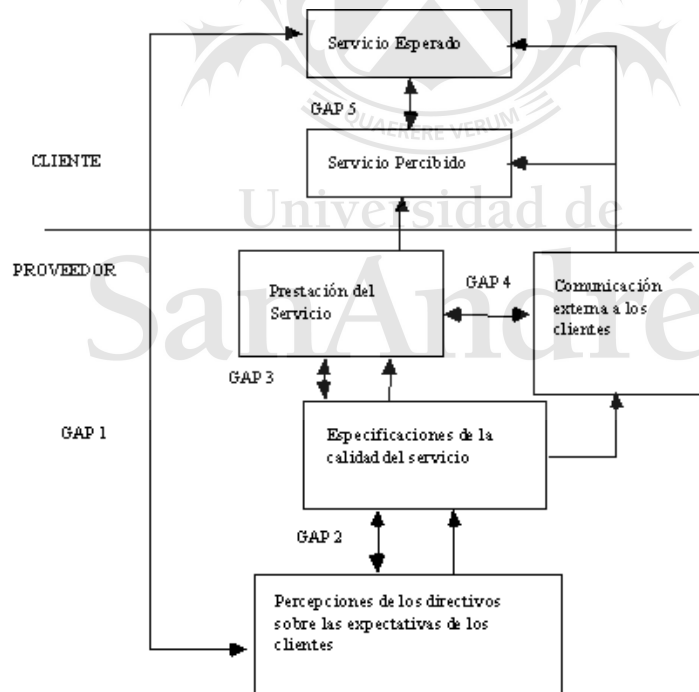 Servicio Esperado
GAP 5
QUAERERE VERUM
Servicio Percibido
CLIENTE
Universidad de
PROVEEDOR
Prestación del
Servicio
GAP 4
Comunicación
externa a los
clientes
SanAndré
GAP 3
GAP 1
Especificaciones de la
calidad del servicio
GAP 2
Percepciones de los directivos
sobre las expectativas de los
clientes